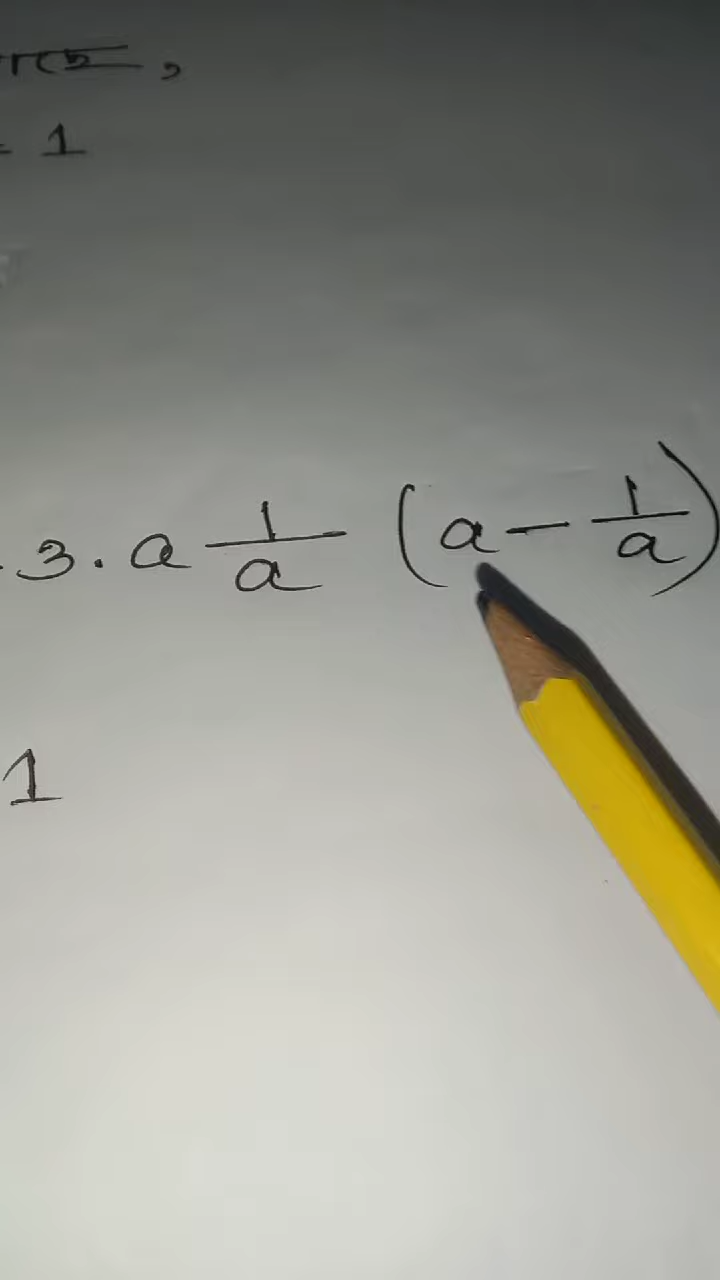 ,
1
. 3 . a 1/a (a - 1/a)
1